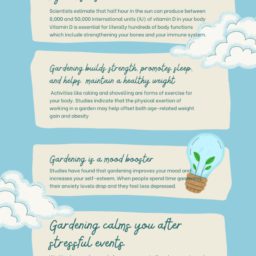 Scientists estimate that half hour in the sun can produce between
8,000 and 50,000 international units (IU) of vitamin D in your body
Vitamin D is essential for literally hundreds of body functions
which include strengthening your bones and your immune system.
Gardening builds strength, promotes sleep,
and helps maintain a healthy weight
Activities like raking and shovelling are forms of exercise for
your body. Studies indicate that the physical exertion of
working in a garden may help offset both age-related weight
gain and obesity
Gardening is a mood booster
Studies have found that gardening improves your mood and
increases your self-esteem. When people spend time
their anxiety levels drop and they feel less depressed
Gardening calms you after
stressful events